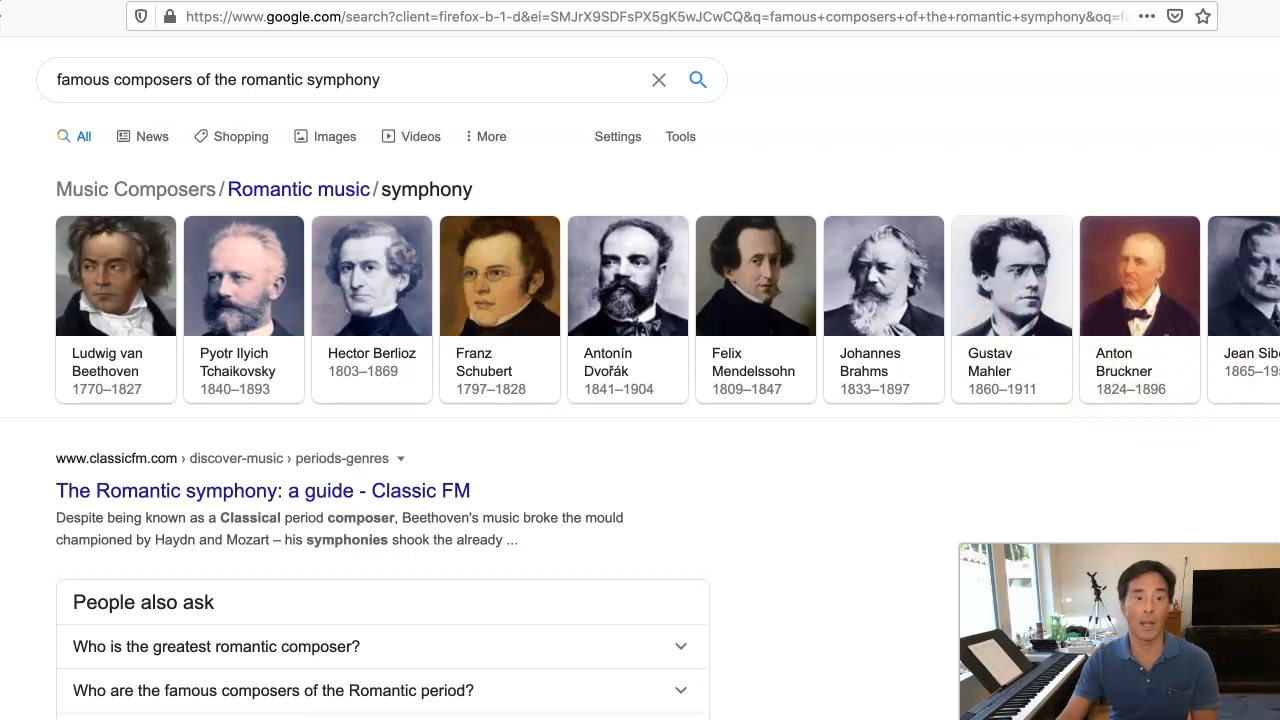 https://www.google.com/search?client=firefox-b-1-d&ei=SMJrX9SDFsPX5gK5wJCwCQ&q=famous+composers+of+the+romantic+symphony&oq=f
famous composers of the romantic symphony
All News Shopping Images Videos More Settings Tools
Music Composers / Romantic music / symphony
Ludwig van Beethoven
1770–1827
Pyotr Ilyich Tchaikovsky
1840–1893
Hector Berlioz
1803–1869
Franz Schubert
1797–1828
Antonín Dvořák
1841–1904
Felix Mendelssohn
1809–1847
Johannes Brahms
1833–1897
Gustav Mahler
1860–1911
Anton Bruckner
1824–1896
Jean Sib
1865–19
www.classicfm.com › discover-music › periods-genres
The Romantic symphony: a guide - Classic FM
Despite being known as a Classical period composer, Beethoven's music broke the mould
championed by Haydn and Mozart – his symphonies shook the already ...
People also ask
Who is the greatest romantic composer?
Who are the famous composers of the Romantic period?